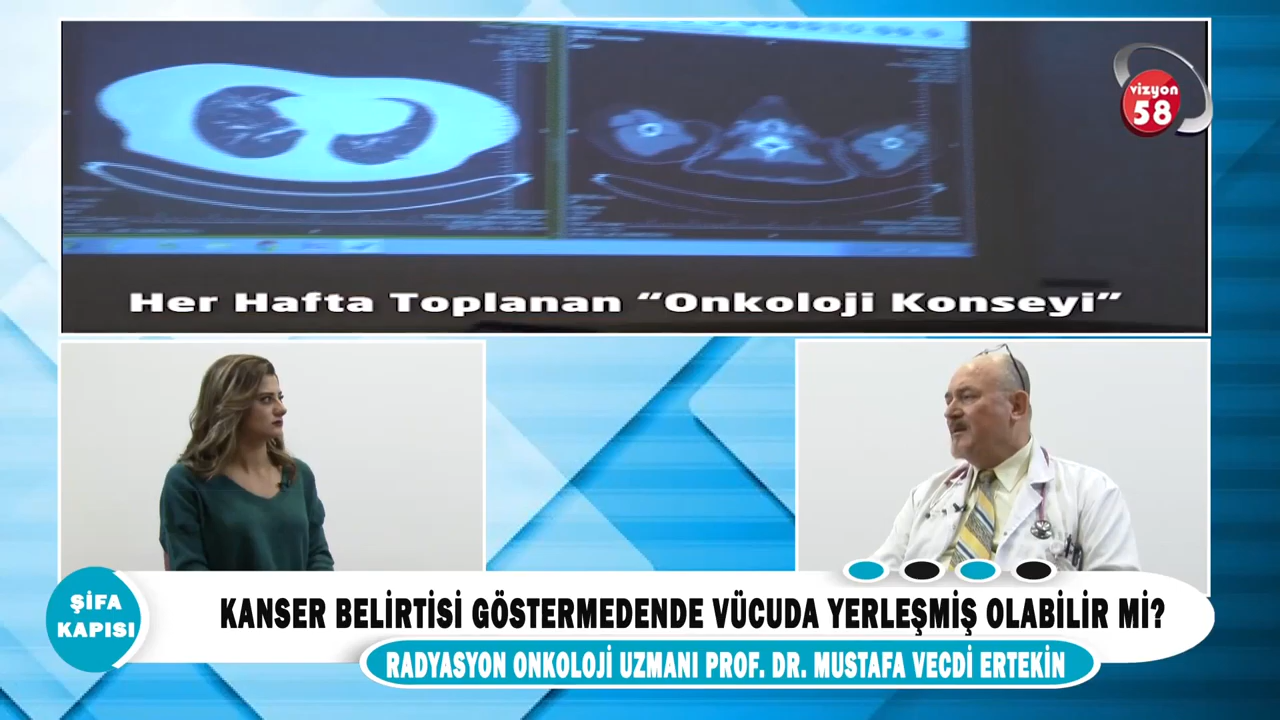 vizyon
58
Her Hafta Toplanan “Onkoloji Konseyi”
ŞİFA
KAPISI
KANSER BELİRTİSİ GÖSTERMEDENDE VÜCUDA YERLEŞMİŞ OLABİLİR Mİ?
RADYASYON ONKOLOJİ UZMANI PROF. DR. MUSTAFA VECDİ ERTEKİN